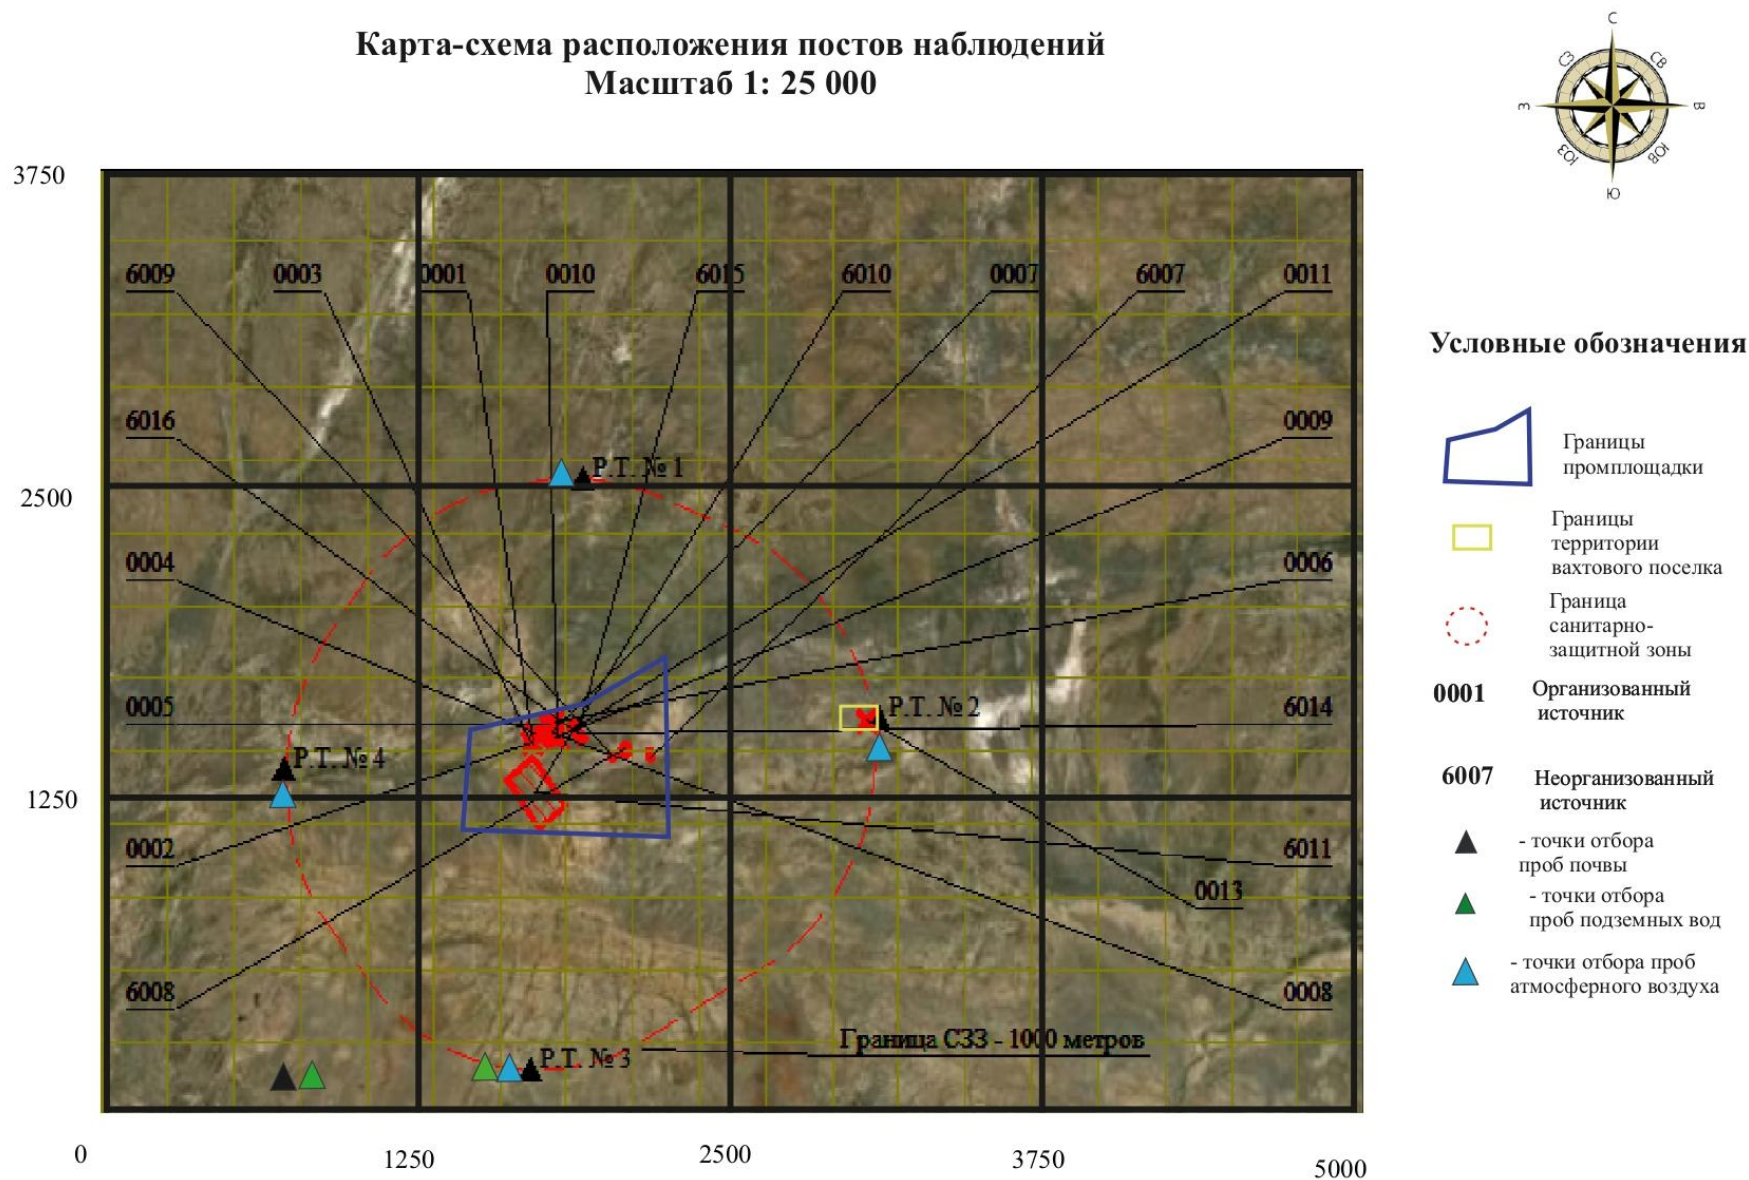 Карта-схема расположения постов наблюдений
Масштаб 1: 25 000
С
СЗ
СВ
З
В
ЮЗ
ЮВ
Ю
3750
2500
1250
6009
0003
0001
0010
6015
6010
0007
6007
0011
6016
0009
Р.Т. № 1
0004
0006
0005
Р.Т. № 2
6014
Р.Т. № 4
0002
6011
0013
6008
0008
Граница СЗЗ - 1000 метров
Р.Т. № 3
0
1250
2500
3750
5000
Условные обозначения
Границы
промплощадки
Границы
территории
вахтового поселка
Граница
санитарно-
защитной зоны
0001 Организованный
источник
6007 Неорганизованный
источник
- точки отбора
проб почвы
- точки отбора
проб подземных вод
- точки отбора проб
атмосферного воздуха